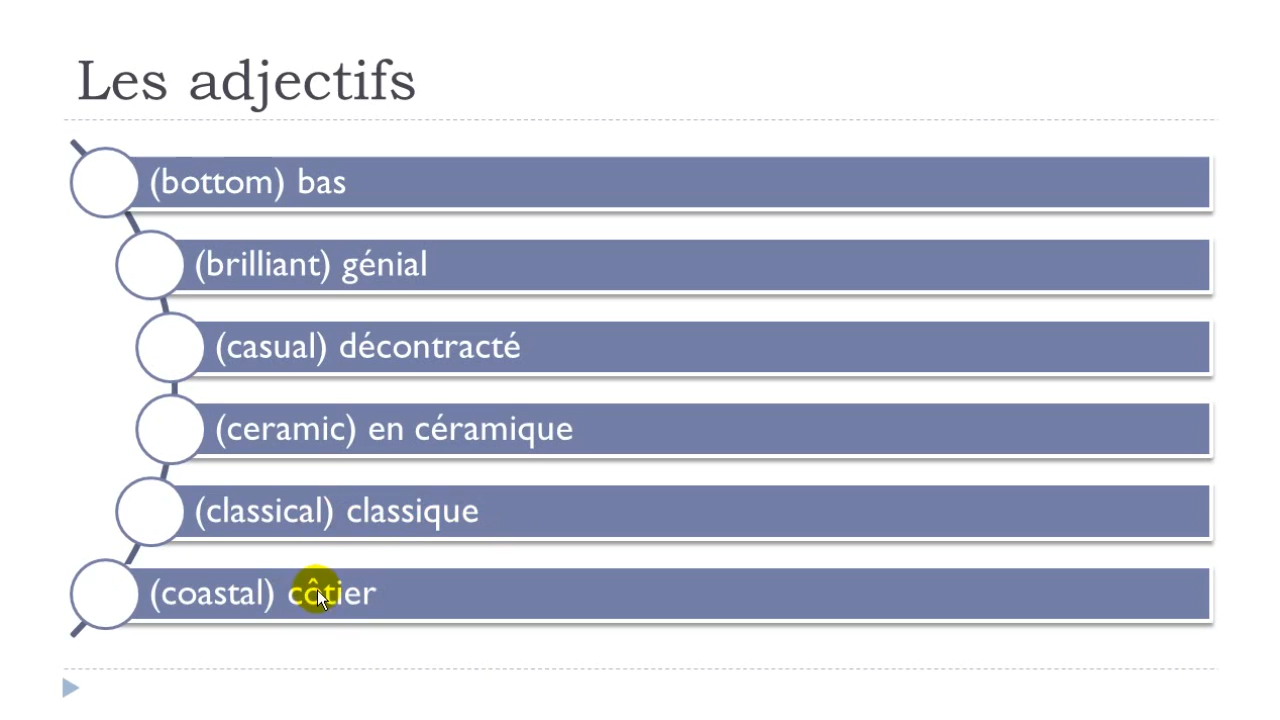 Les adjectifs
(bottom) bas
(brilliant) génial
(casual) décontracté
(ceramic) en céramique
(classical) classique
(coastal) côtier